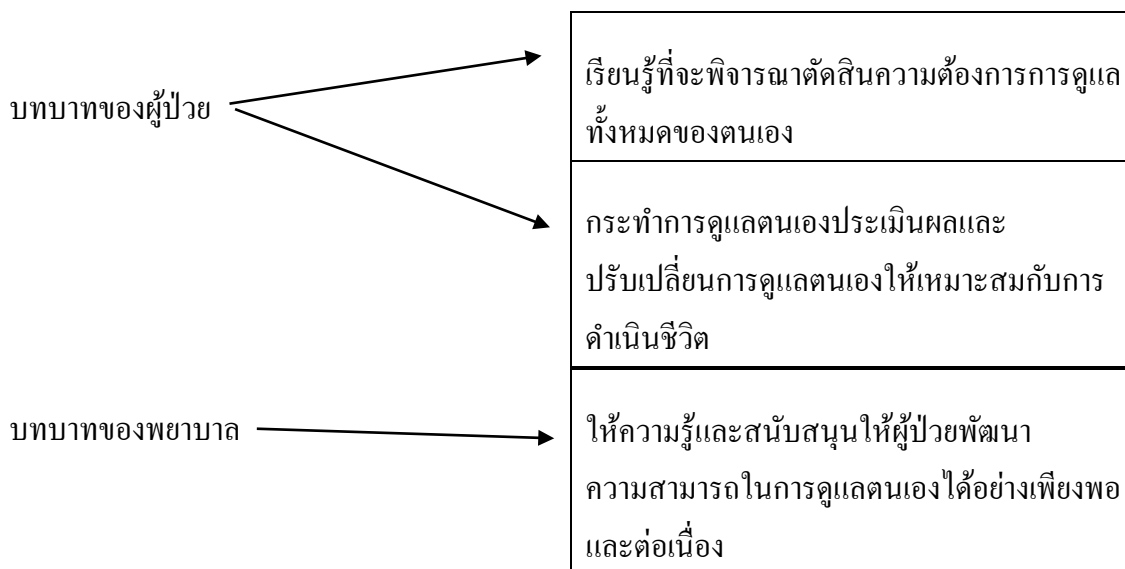 บทบาทของผู้ป่วย
เรียนรู้ที่จะพิจารณาตัดสินความต้องการการดูแล
ทั้งหมดของตนเอง
กระทำการดูแลตนเองประเมินผลและ
ปรับเปลี่ยนการดูแลตนเองให้เหมาะสมกับการ
ดำเนินชีวิต
บทบาทของพยาบาล
ให้ความรู้และสนับสนุนให้ผู้ป่วยพัฒนา
ความสามารถในการดูแลตนเองได้อย่างเพียงพอ
และต่อเนื่อง